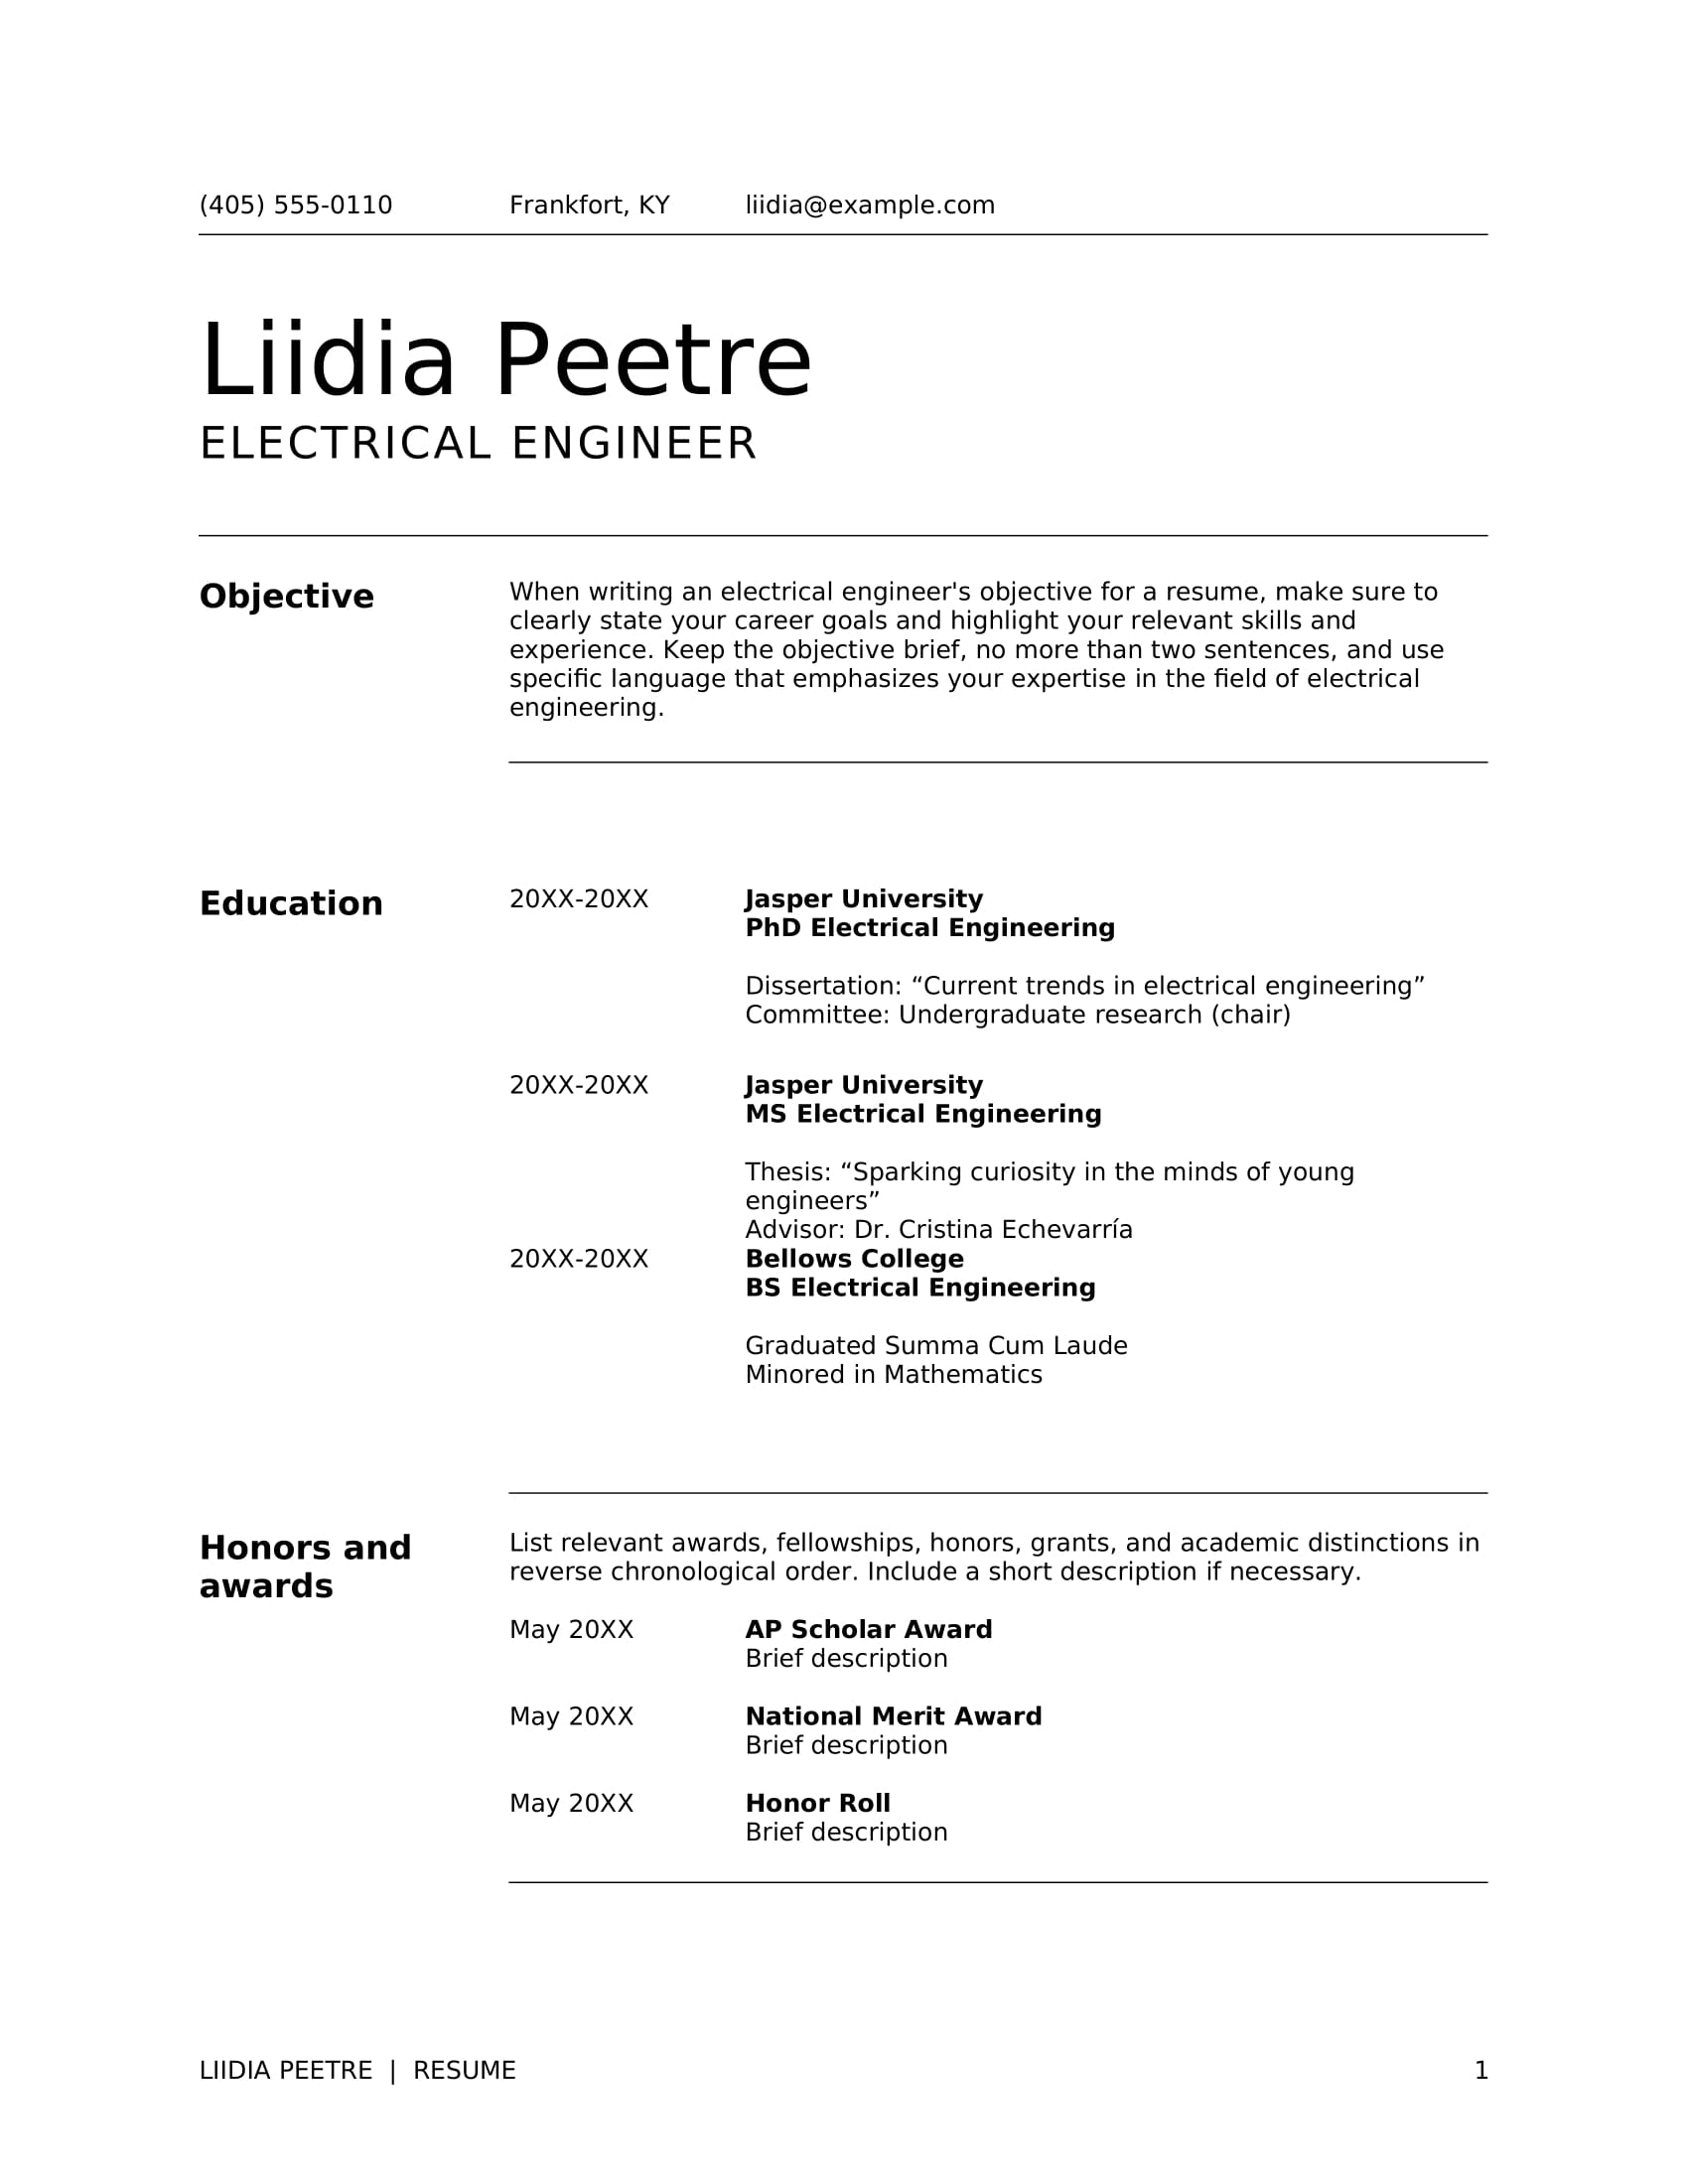 (405) 555-0110 Frankfort, KY liidia@example.com
Liidia Peetre
ELECTRICAL ENGINEER
Objective
When writing an electrical engineer's objective for a resume, make sure to
clearly state your career goals and highlight your relevant skills and
experience. Keep the objective brief, no more than two sentences, and use
specific language that emphasizes your expertise in the field of electrical
engineering.
Education
20XX-20XX Jasper University
PhD Electrical Engineering
Dissertation: “Current trends in electrical engineering”
Committee: Undergraduate research (chair)
20XX-20XX Jasper University
MS Electrical Engineering
Thesis: “Sparking curiosity in the minds of young
engineers”
Advisor: Dr. Cristina Echevarría
20XX-20XX Bellows College
BS Electrical Engineering
Graduated Summa Cum Laude
Minored in Mathematics
Honors and
awards
List relevant awards, fellowships, honors, grants, and academic distinctions in
reverse chronological order. Include a short description if necessary.
May 20XX AP Scholar Award
Brief description
May 20XX National Merit Award
Brief description
May 20XX Honor Roll
Brief description
LIIDIA PEETRE | RESUME 1